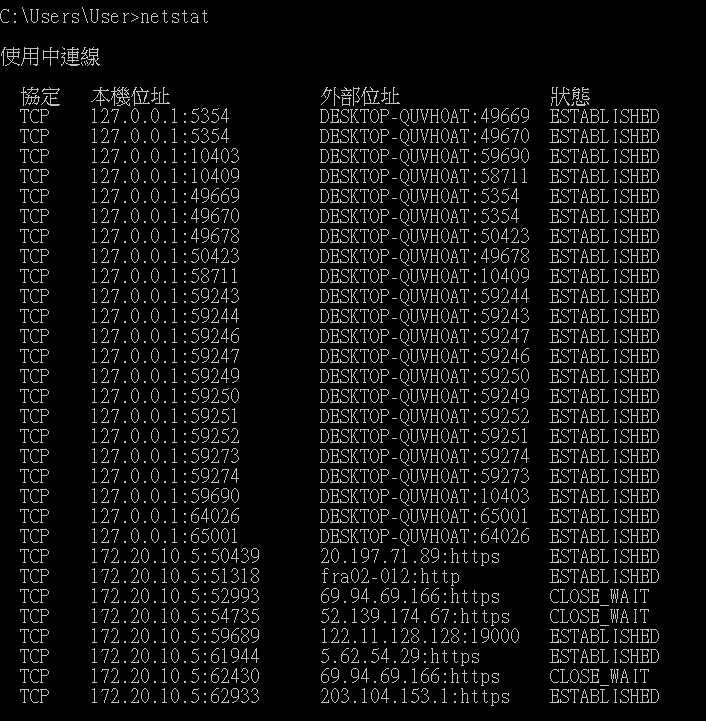 C:\Users\User>netstat
使用中連線
協定 本機位址 外部位址 狀態
TCP 127.0.0.1:5354 DESKTOP-QUVH0AT:49669 ESTABLISHED
TCP 127.0.0.1:5354 DESKTOP-QUVH0AT:49670 ESTABLISHED
TCP 127.0.0.1:10403 DESKTOP-QUVH0AT:59690 ESTABLISHED
TCP 127.0.0.1:10409 DESKTOP-QUVH0AT:58711 ESTABLISHED
TCP 127.0.0.1:49669 DESKTOP-QUVH0AT:5354 ESTABLISHED
TCP 127.0.0.1:49670 DESKTOP-QUVH0AT:5354 ESTABLISHED
TCP 127.0.0.1:49678 DESKTOP-QUVH0AT:50423 ESTABLISHED
TCP 127.0.0.1:50423 DESKTOP-QUVH0AT:49678 ESTABLISHED
TCP 127.0.0.1:58711 DESKTOP-QUVH0AT:10409 ESTABLISHED
TCP 127.0.0.1:59243 DESKTOP-QUVH0AT:59244 ESTABLISHED
TCP 127.0.0.1:59244 DESKTOP-QUVH0AT:59243 ESTABLISHED
TCP 127.0.0.1:59246 DESKTOP-QUVH0AT:59247 ESTABLISHED
TCP 127.0.0.1:59247 DESKTOP-QUVH0AT:59246 ESTABLISHED
TCP 127.0.0.1:59249 DESKTOP-QUVH0AT:59250 ESTABLISHED
TCP 127.0.0.1:59250 DESKTOP-QUVH0AT:59249 ESTABLISHED
TCP 127.0.0.1:59251 DESKTOP-QUVH0AT:59252 ESTABLISHED
TCP 127.0.0.1:59252 DESKTOP-QUVH0AT:59251 ESTABLISHED
TCP 127.0.0.1:59273 DESKTOP-QUVH0AT:59274 ESTABLISHED
TCP 127.0.0.1:59274 DESKTOP-QUVH0AT:59273 ESTABLISHED
TCP 127.0.0.1:59690 DESKTOP-QUVH0AT:10403 ESTABLISHED
TCP 127.0.0.1:64026 DESKTOP-QUVH0AT:65001 ESTABLISHED
TCP 127.0.0.1:65001 DESKTOP-QUVH0AT:64026 ESTABLISHED
TCP 172.20.10.5:50439 20.197.71.89:https ESTABLISHED
TCP 172.20.10.5:51318 fra02-012:http ESTABLISHED
TCP 172.20.10.5:52993 69.94.69.166:https CLOSE_WAIT
TCP 172.20.10.5:54735 52.139.174.67:https CLOSE_WAIT
TCP 172.20.10.5:59689 122.11.128.128:19000 ESTABLISHED
TCP 172.20.10.5:61944 5.62.54.29:https ESTABLISHED
TCP 172.20.10.5:62430 69.94.69.166:https CLOSE_WAIT
TCP 172.20.10.5:62933 203.104.153.1:https ESTABLISHED